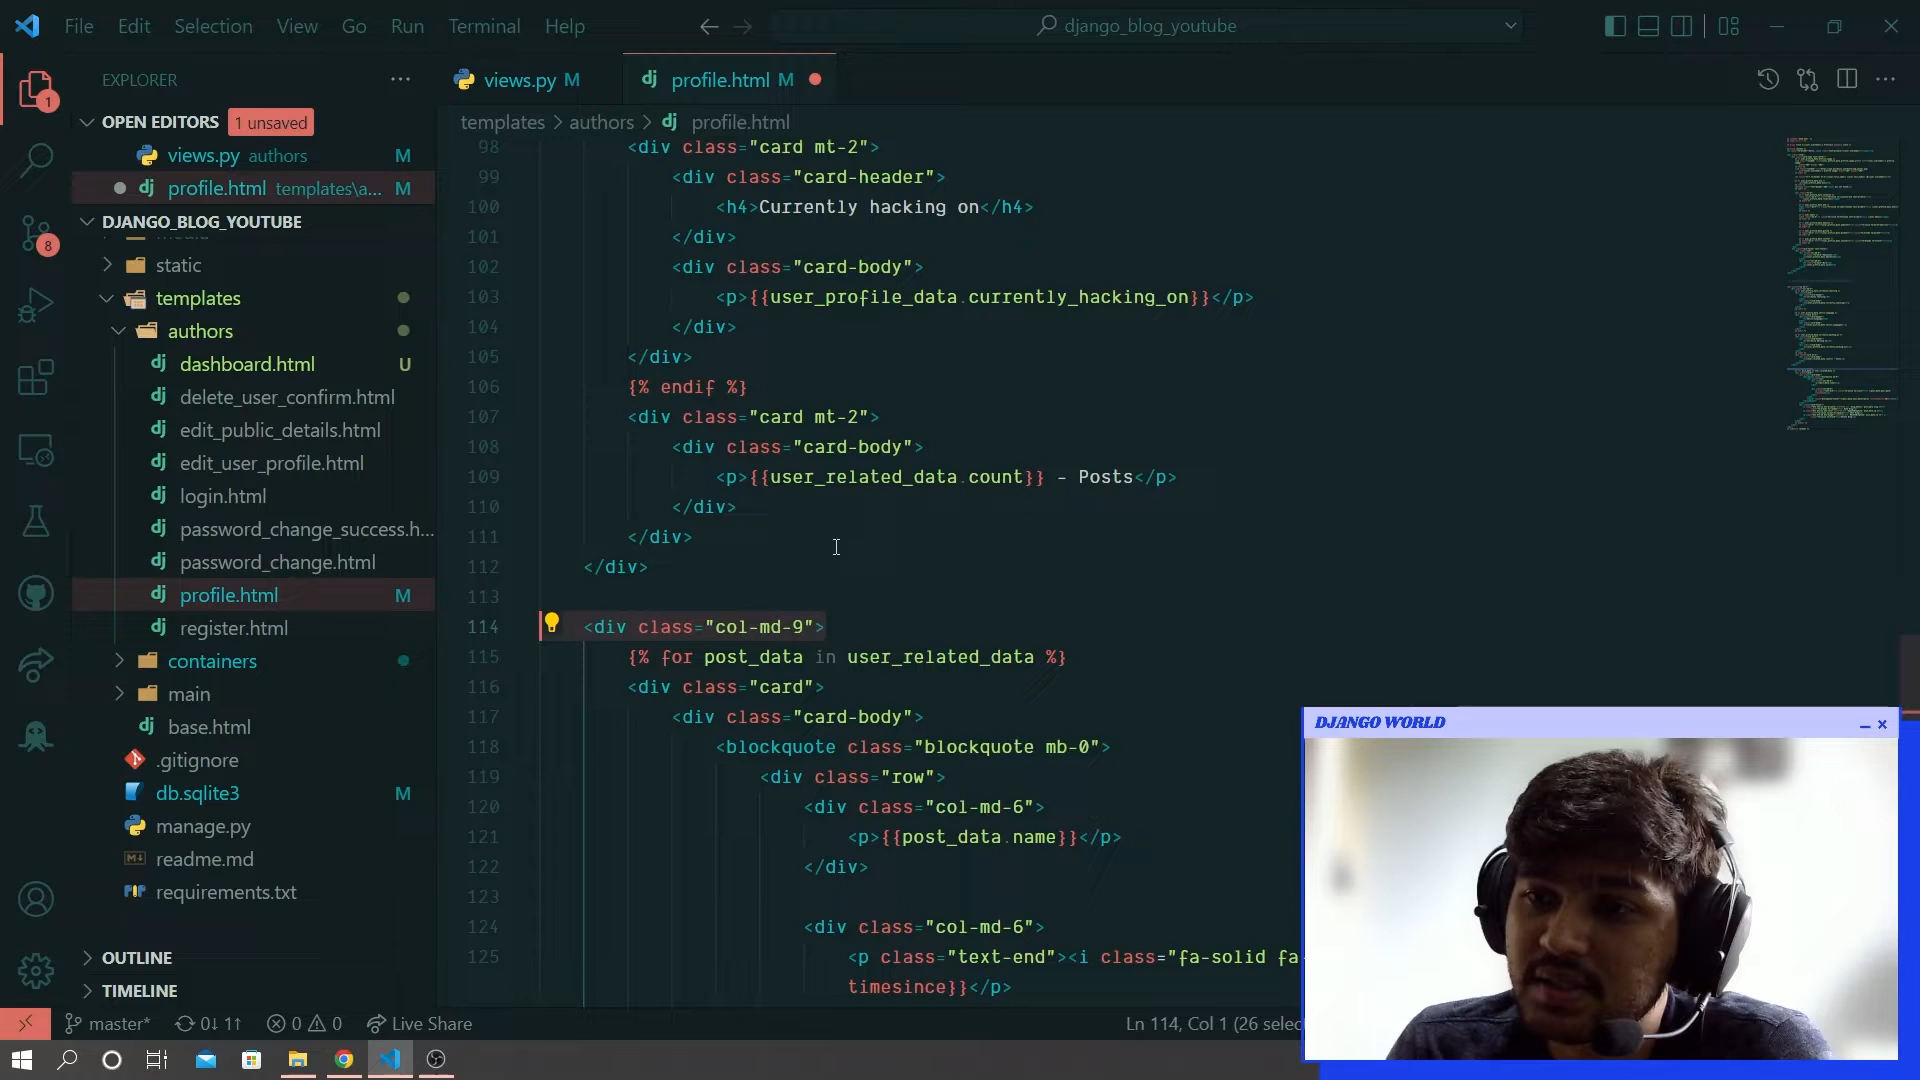 File Edit Selection View Go Run Terminal Help
django_blog_youtube
EXPLORER
OPEN EDITORS 1 unsaved
views.py authors M
profile.html templates\a... M
DJANGO_BLOG_YOUTUBE
static
templates
authors
dashboard.html U
delete_user_confirm.html
edit_public_details.html
edit_user_profile.html
login.html
password_change_success.h...
password_change.html
profile.html M
register.html
containers
main
base.html
.gitignore
db.sqlite3 M
manage.py
readme.md
requirements.txt
OUTLINE
TIMELINE
1
8
views.py M
profile.html M
templates > authors > profile.html
98 <div class="card mt-2">
99 <div class="card-header">
100 <h4>Currently hacking on</h4>
101 </div>
102 <div class="card-body">
103 <p>{{user_profile_data.currently_hacking_on}}</p>
104 </div>
105 </div>
106 {% endif %}
107 <div class="card mt-2">
108 <div class="card-body">
109 <p>{{user_related_data.count}} - Posts</p>
110 </div>
111 </div>
112 </div>
113
114 <div class="col-md-9">
115 {% for post_data in user_related_data %}
116 <div class="card">
117 <div class="card-body">
118 <blockquote class="blockquote mb-0">
119 <div class="row">
120 <div class="col-md-6">
121 <p>{{post_data.name}}</p>
122 </div>
123
124 <div class="col-md-6">
125 <p class="text-end"><i class="fa-solid fa-
timesince}}</p>
DJANGO WORLD
master* 0↓ 1↑ 0 0 Live Share
Ln 114, Col 1 (26 selec